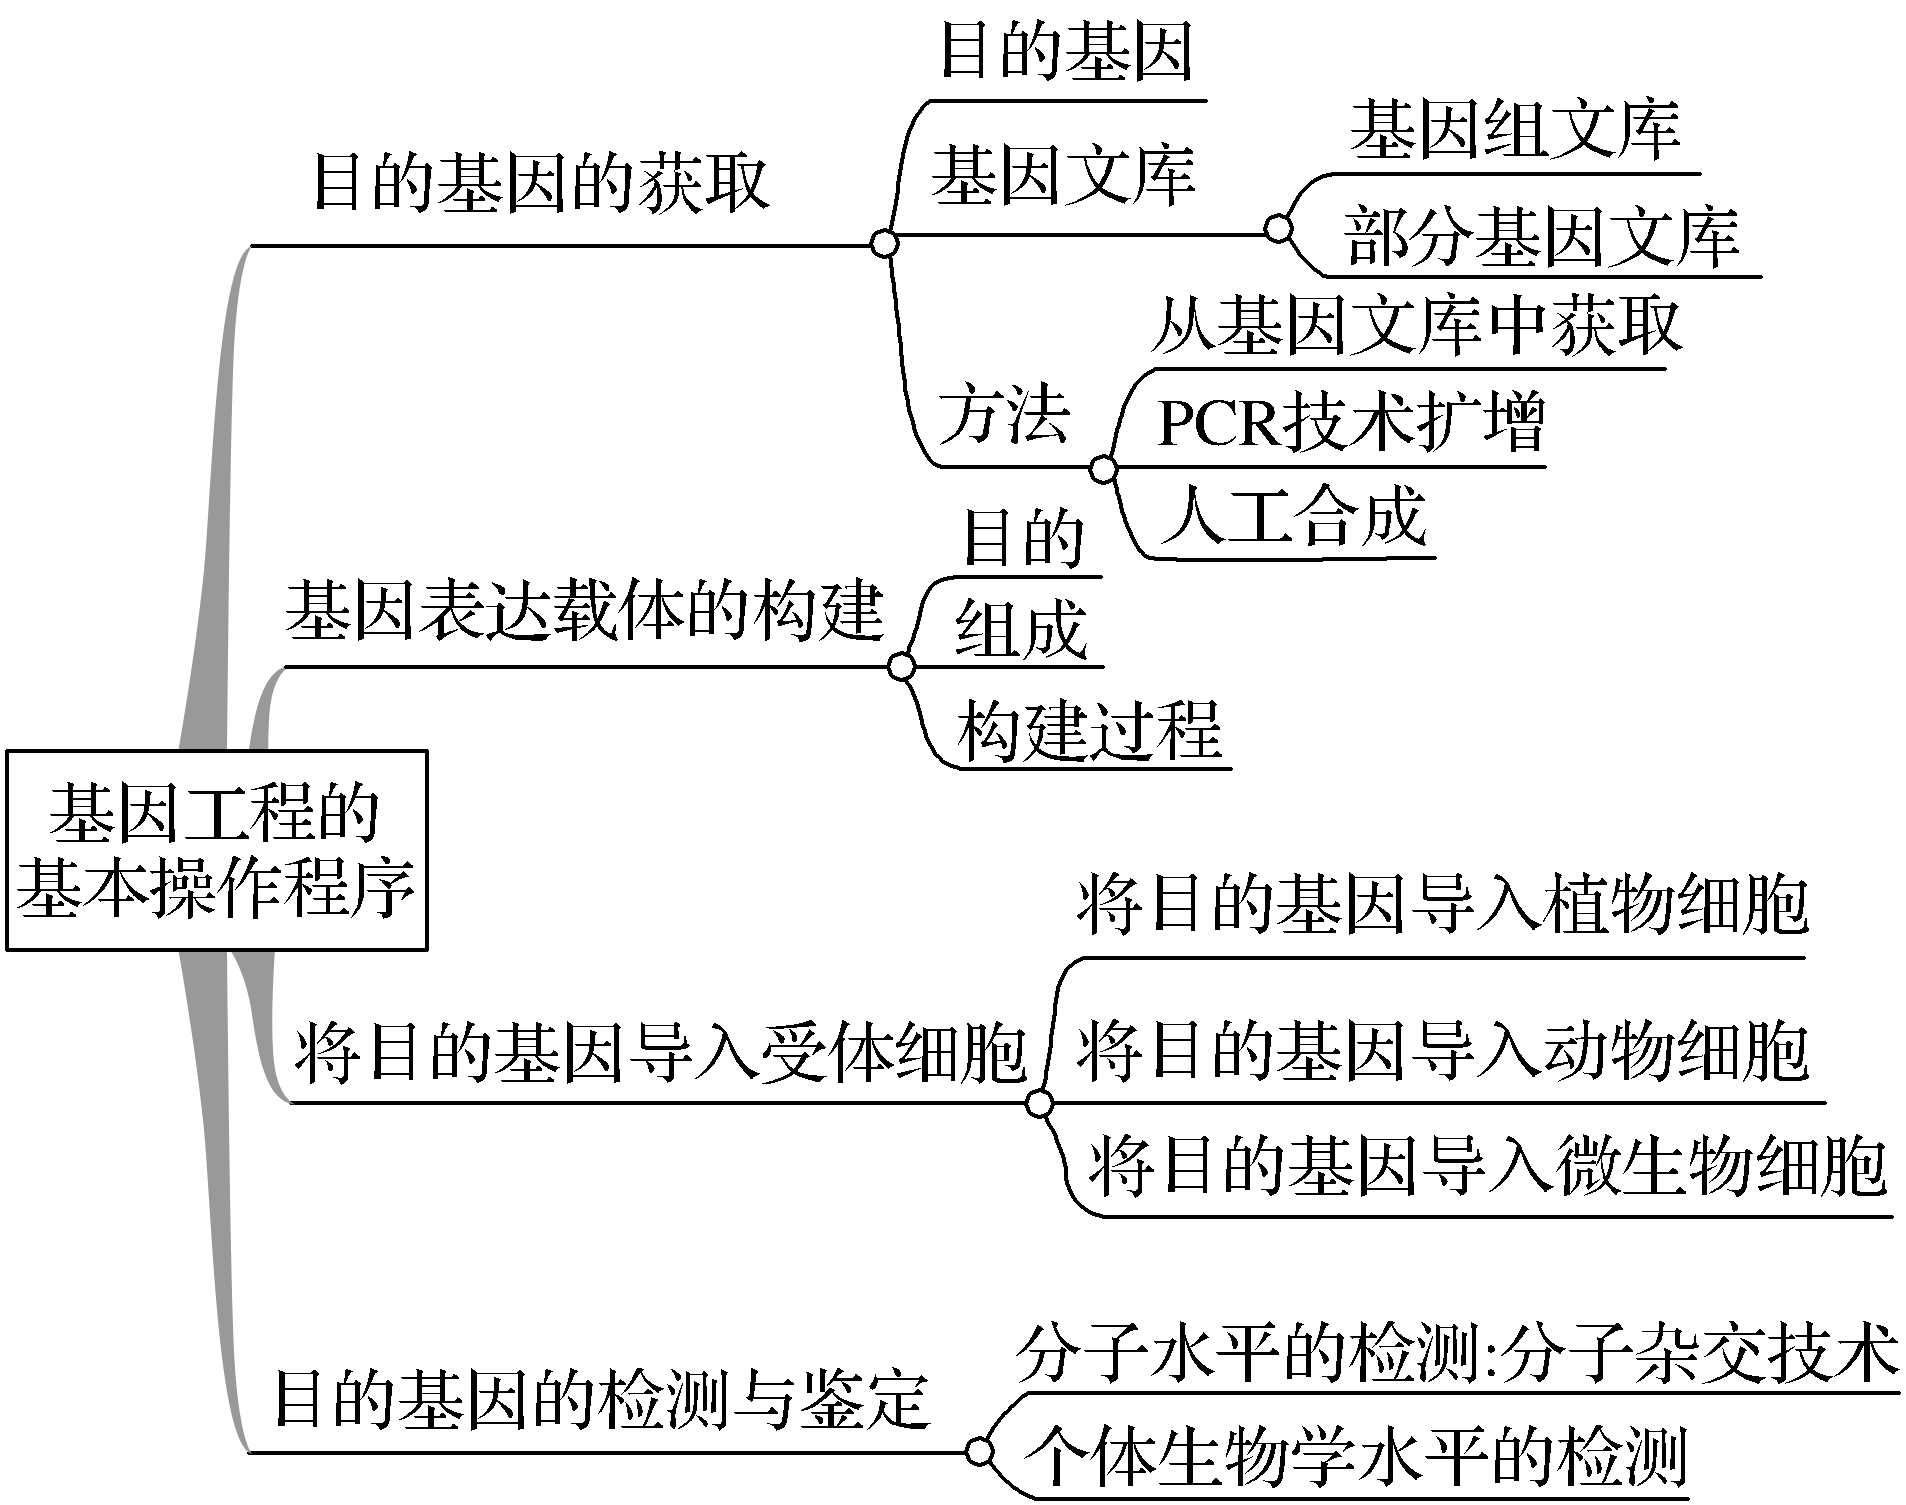 目的基因
基因组文库
基因文库
目的基因的获取
部分基因文库
从基因文库中获取
方法
PCR技术扩增
人工合成
目的
基因表达载体的构建
组成
构建过程
基因工程的
基本操作程序
将目的基因导入植物细胞
将目的基因导入受体细胞
将目的基因导入动物细胞
将目的基因导入微生物细胞
分子水平的检测:分子杂交技术
目的基因的检测与鉴定
个体生物学水平的检测